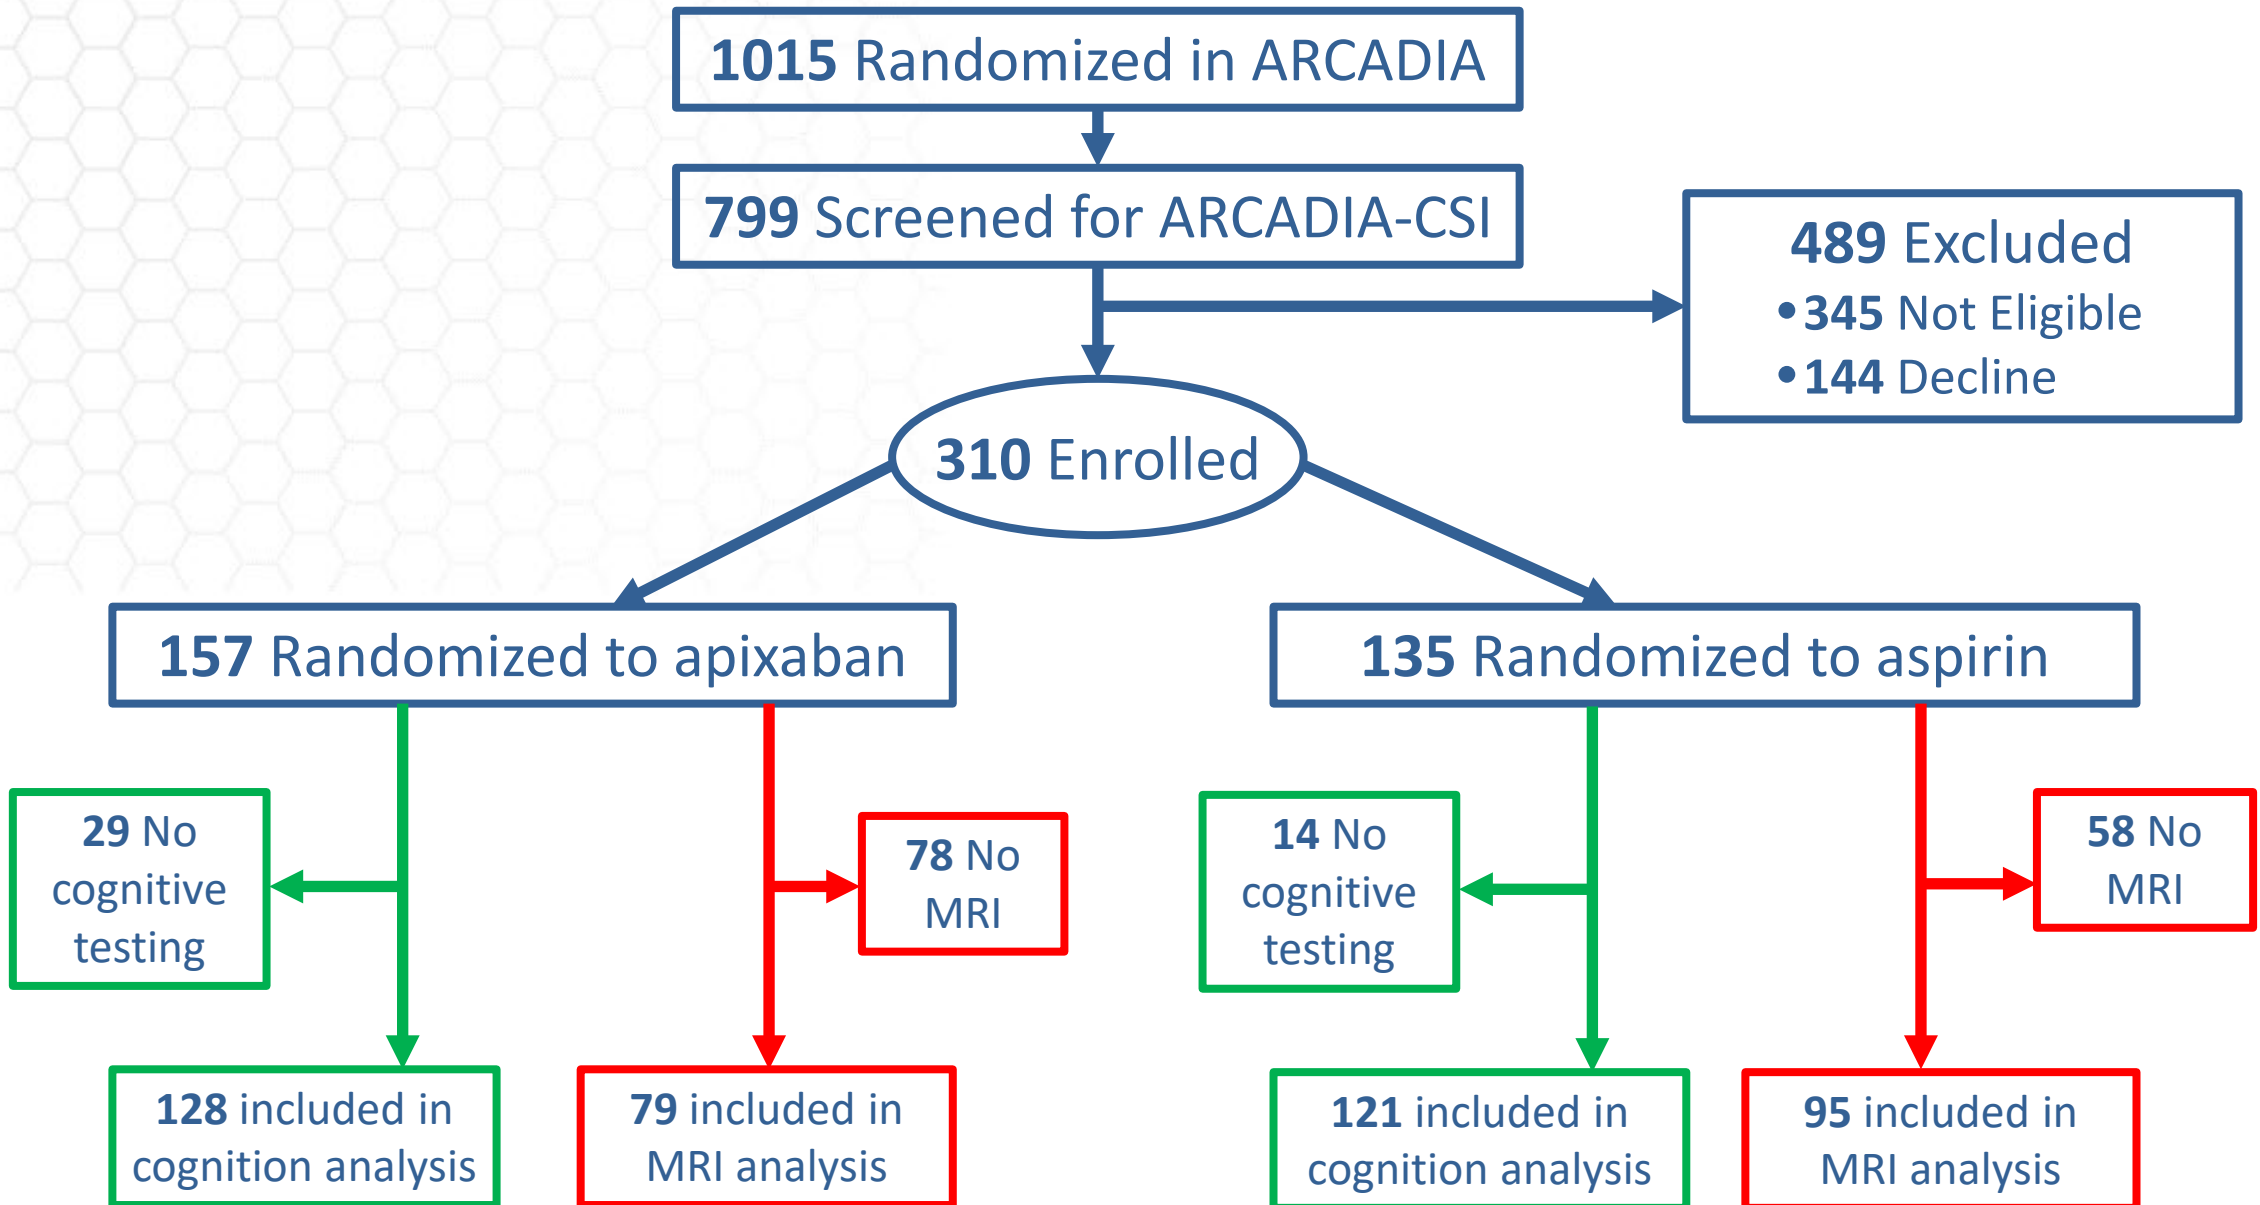 1015 Randomized in ARCADIA
799 Screened for ARCADIA-CSI
489 Excluded
•345 Not Eligible
•144 Decline
310 Enrolled
157 Randomized to apixaban
135 Randomized to aspirin
29 No
cognitive
testing
78 No
MRI
14 No
cognitive
testing
58 No
MRI
128 included in
cognition analysis
79 included in
MRI analysis
121 included in
cognition analysis
95 included in
MRI analysis